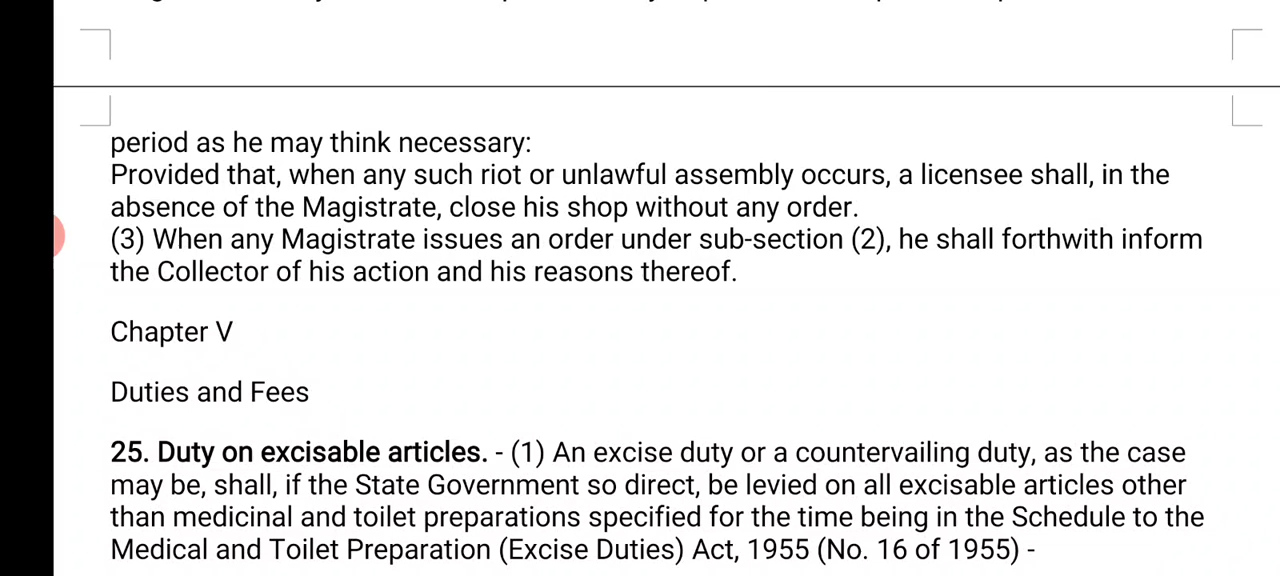 period as he may think necessary:
Provided that, when any such riot or unlawful assembly occurs, a licensee shall, in the
absence of the Magistrate, close his shop without any order.
(3) When any Magistrate issues an order under sub-section (2), he shall forthwith inform
the Collector of his action and his reasons thereof.
Chapter V
Duties and Fees
25. Duty on excisable articles. - (1) An excise duty or a countervailing duty, as the case
may be, shall, if the State Government so direct, be levied on all excisable articles other
than medicinal and toilet preparations specified for the time being in the Schedule to the
Medical and Toilet Preparation (Excise Duties) Act, 1955 (No. 16 of 1955) -